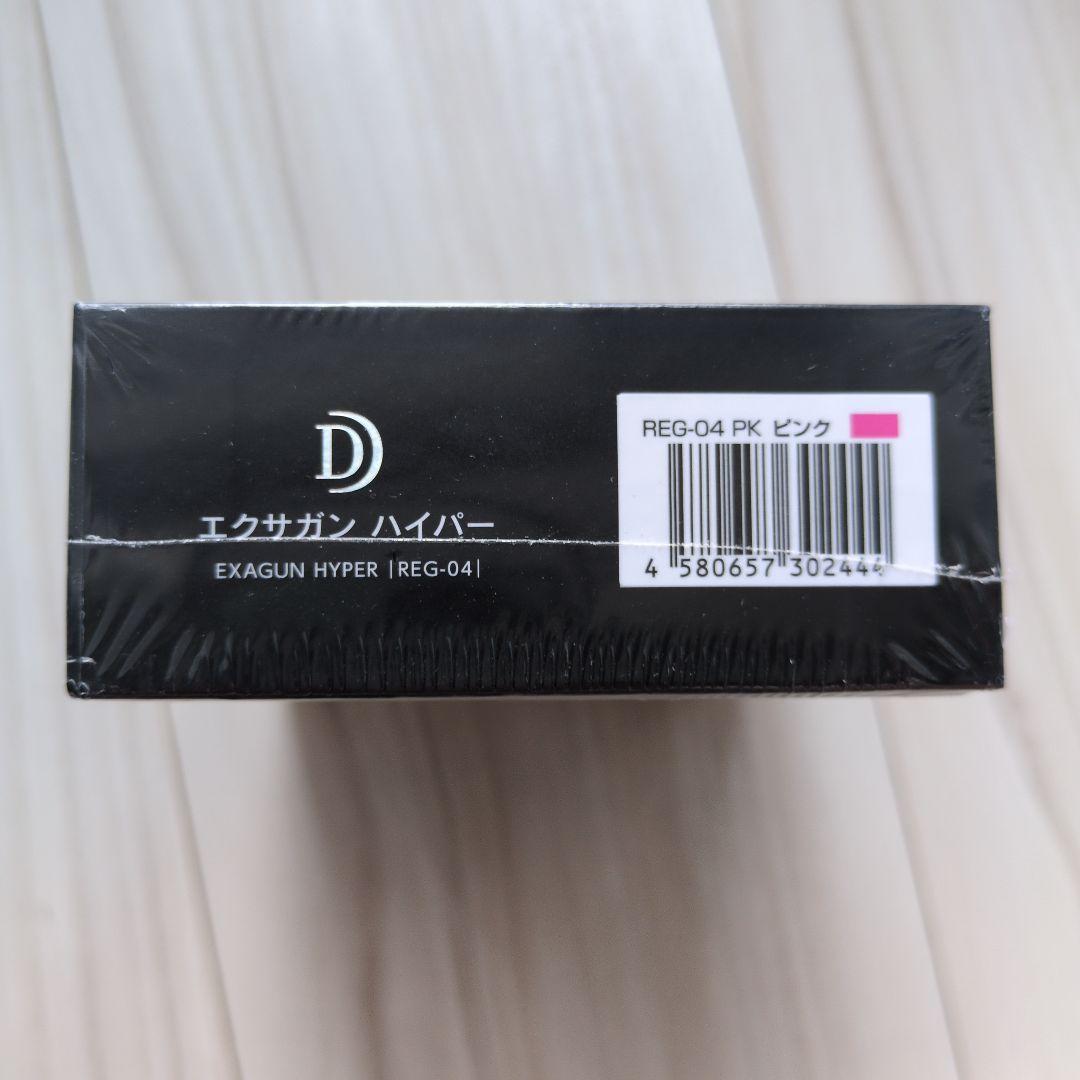 D
エクサガン ハイパー
EXAGUN HYPER |REG-04|
REG-04 PK ピンク
4 580657 302444